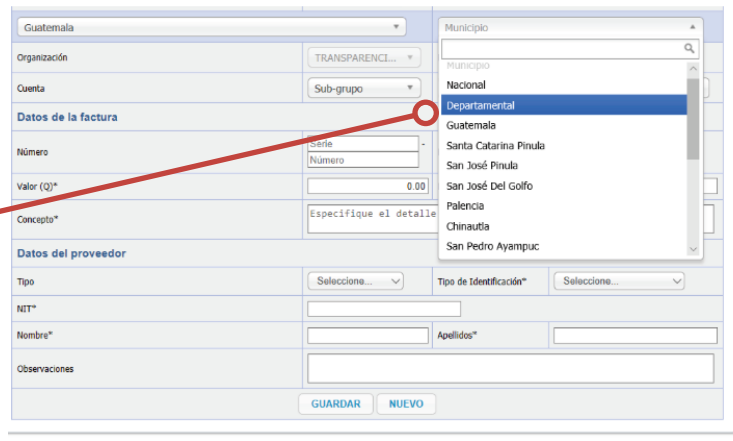 Guatemala
Municipio
Municipio
Nacional
Organización
TRANSPARENCI...
Cuenta
Sub-grupo
Departamental
Datos de la factura
Guatemala
Santa Catarina Pinula
San José Pinula
Número
Serie
-
Número
Valor (Q)*
0.00
San José Del Golfo
Palencia
Concepto*
Especifique el detalle
Chinautla
San Pedro Ayampuc
Datos del proveedor
Tipo
Seleccione...
Tipo de Identificación*
Seleccione...
NIT*
Nombre*
Apellidos*
Observaciones
GUARDAR
NUEVO